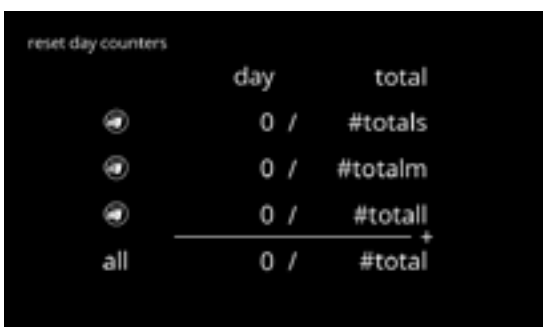 reset day counters
day total
0 / #totals
0 / #totalm
0 / #totall
+
all 0 / #total